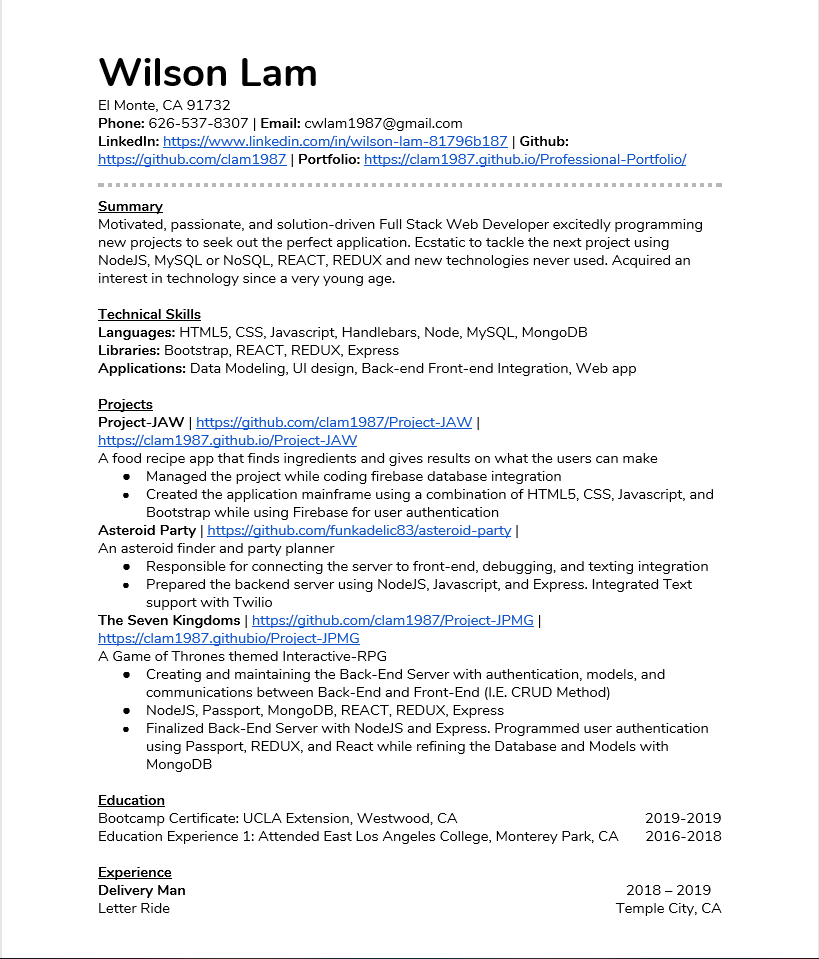 Wilson Lam
El Monte, CA 91732
Phone: 626-537-8307 | Email: cwlam1987@gmail.com
LinkedIn: https://www.linkedin.com/in/wilson-lam-81796b187 | Github:
https://github.com/clam1987 | Portfolio: https://clam1987.github.io/Professional-Portfolio/
Summary
Motivated, passionate, and solution-driven Full Stack Web Developer excitedly programming
new projects to seek out the perfect application. Ecstatic to tackle the next project using
NodeJS, MySQL or NoSQL, REACT, REDUX and new technologies never used. Acquired an
interest in technology since a very young age.
Technical Skills
Languages: HTML5, CSS, Javascript, Handlebars, Node, MySQL, MongoDB
Libraries: Bootstrap, REACT, REDUX, Express
Applications: Data Modeling, UI design, Back-end Front-end Integration, Web app
Projects
Project-JAW | https://github.com/clam1987/Project-JAW |
https://clam1987.github.io/Project-JAW
A food recipe app that finds ingredients and gives results on what the users can make
● Managed the project while coding firebase database integration
● Created the application mainframe using a combination of HTML5, CSS, Javascript, and
Bootstrap while using Firebase for user authentication
Asteroid Party | https://github.com/funkadelic83/asteroid-party |
An asteroid finder and party planner
● Responsible for connecting the server to front-end, debugging, and texting integration
● Prepared the backend server using NodeJS, Javascript, and Express. Integrated Text
support with Twilio
The Seven Kingdoms | https://github.com/clam1987/Project-JPMG |
https://clam1987.githubio/Project-JPMG
A Game of Thrones themed Interactive-RPG
● Creating and maintaining the Back-End Server with authentication, models, and
communications between Back-End and Front-End (I.E. CRUD Method)
● NodeJS, Passport, MongoDB, REACT, REDUX, Express
● Finalized Back-End Server with NodeJS and Express. Programmed user authentication
using Passport, REDUX, and React while refining the Database and Models with
MongoDB
Education
Bootcamp Certificate: UCLA Extension, Westwood, CA 2019-2019
Education Experience 1: Attended East Los Angeles College, Monterey Park, CA 2016-2018
Experience
Delivery Man 2018 – 2019
Letter Ride Temple City, CA